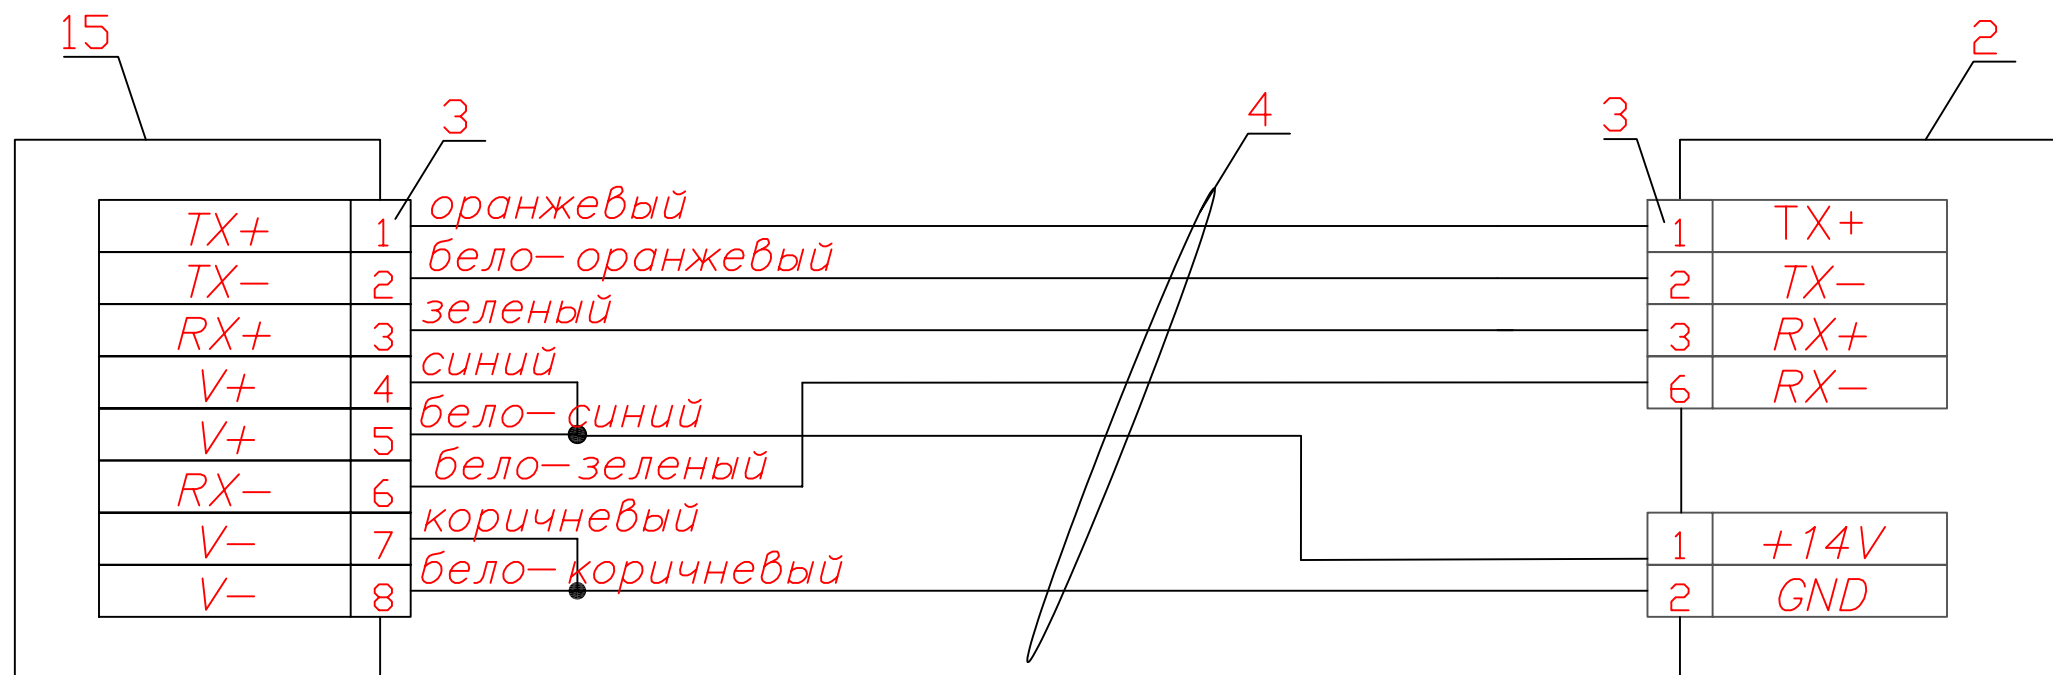 15
2
3
4
3
TX+ 1 оранжевый 1 TX+
TX- 2 бело-оранжевый 2 TX-
RX+ 3 зеленый 3 RX+
V+ 4 синий 6 RX-
V+ 5 бело-синий
RX- 6 бело-зеленый
V- 7 коричневый 1 +14V
V- 8 бело-коричневый 2 GND